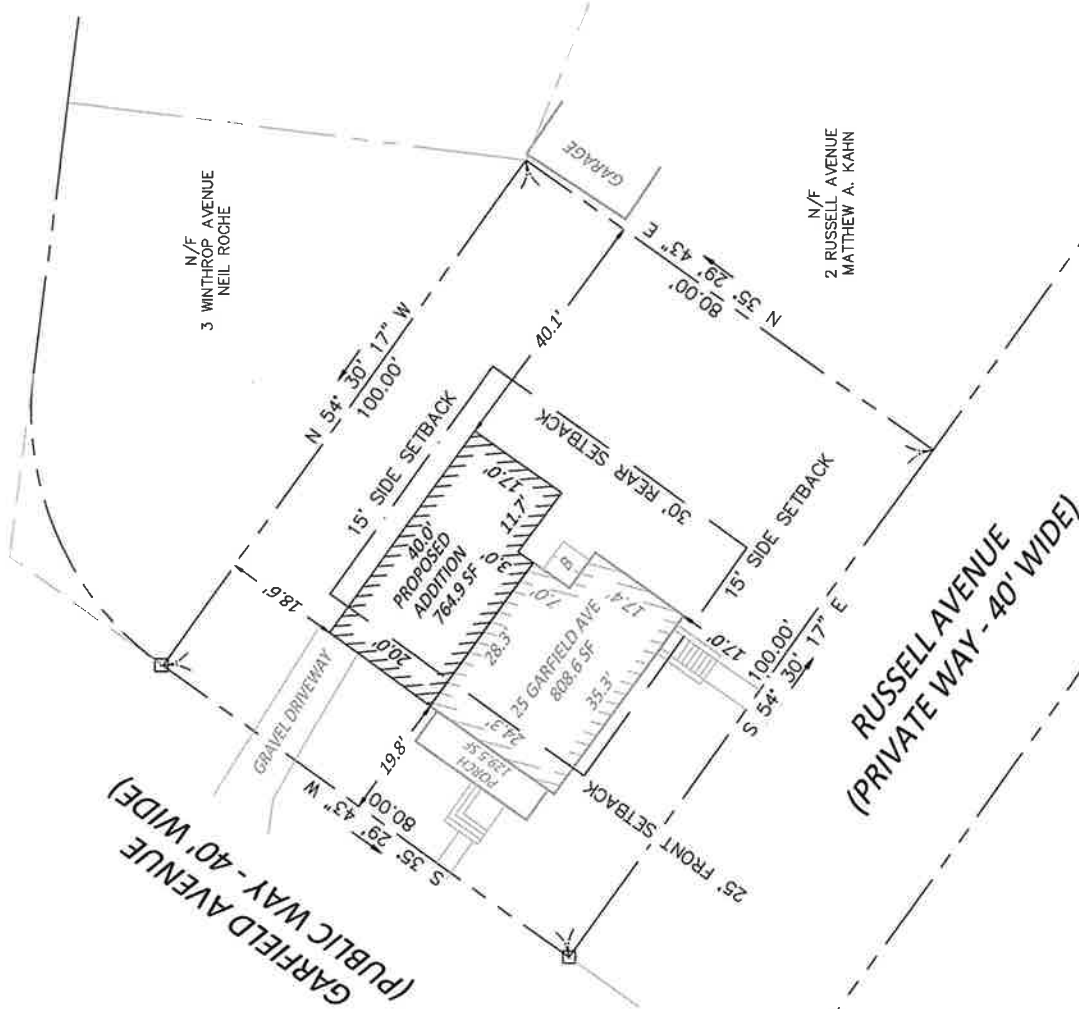 N/F
3 WINTHROP AVENUE
NEIL ROCHE
GARAGE
N/F
2 RUSSELL AVENUE
MATTHEW A. KAHN
N 54° 30' 17" W
100.00'
N 35° 29' 43" E
80.00'
40.1'
15' SIDE SETBACK
30' REAR SETBACK
18.6'
40.0'
PROPOSED
ADDITION
764.9 SF
17.0'
11.7'
3.0'
20.0'
GRAVEL DRIVEWAY
B
7.0'
17.4'
28.3'
25 GARFIELD AVE
808.6 SF
24.3'
35.3'
PORCH
129.5 SF
19.8'
17.0'
15' SIDE SETBACK
25' FRONT SETBACK
S 35° 29' 43" W
80.00'
S 54° 30' 17" E
100.00'
GARFIELD AVENUE
(PUBLIC WAY - 40' WIDE)
RUSSELL AVENUE
(PRIVATE WAY - 40' WIDE)